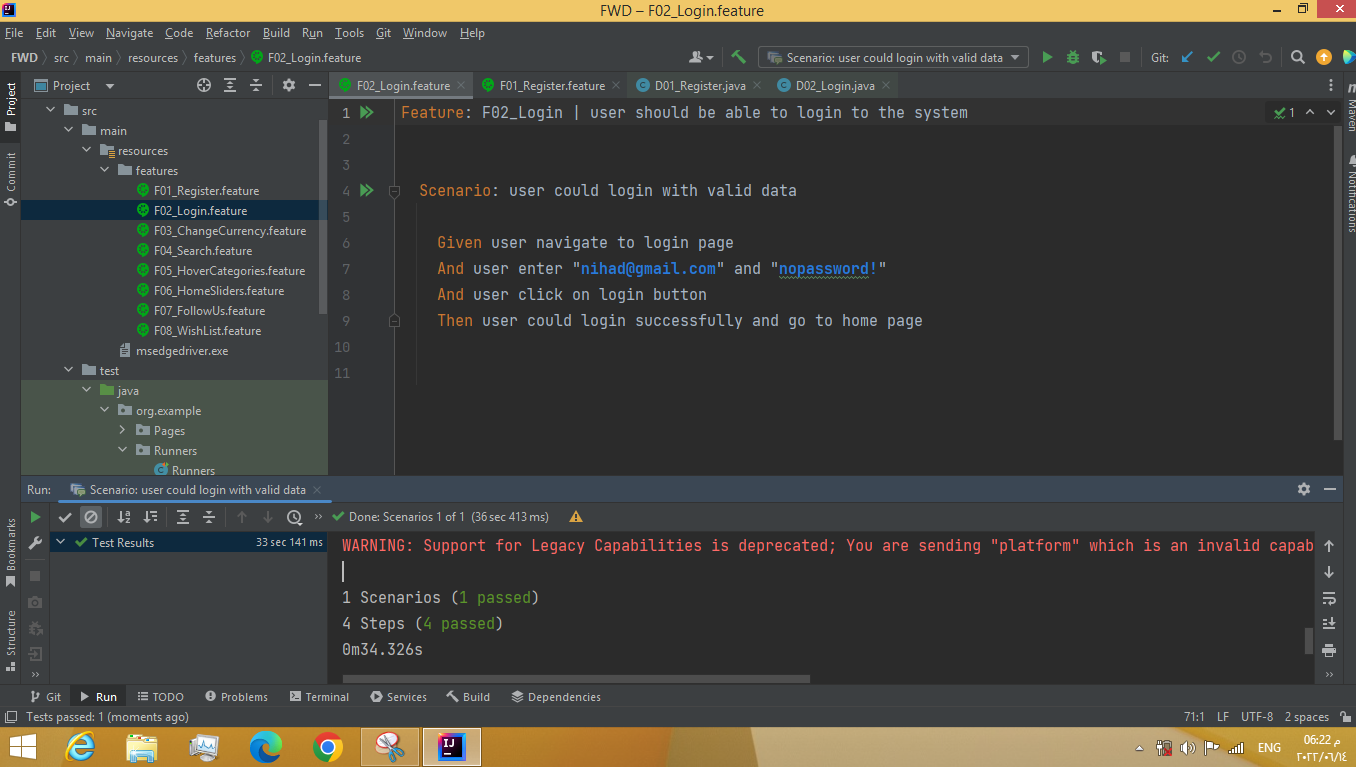 FWD – F02_Login.feature
File Edit View Navigate Code Refactor Build Run Tools Git Window Help
FWD src main resources features F02_Login.feature
Scenario: user could login with valid data
Git:
Project
F02_Login.feature F01_Register.feature D01_Register.java D02_Login.java
Project
Commit
Bookmarks
Structure
src
main
resources
features
F01_Register.feature
F02_Login.feature
F03_ChangeCurrency.feature
F04_Search.feature
F05_HoverCategories.feature
F06_HomeSliders.feature
F07_FollowUs.feature
F08_WishList.feature
msedgedriver.exe
test
java
org.example
Pages
Runners
Runners
1 Feature: F02_Login | user should be able to login to the system
1
2
3
4 Scenario: user could login with valid data
5
6 Given user navigate to login page
7 And user enter "nihad@gmail.com" and "nopassword!"
8 And user click on login button
9 Then user could login successfully and go to home page
10
11
Maven
Notifications
Run: Scenario: user could login with valid data
Done: Scenarios 1 of 1 (36 sec 413 ms)
Test Results 33 sec 141 ms
WARNING: Support for Legacy Capabilities is deprecated; You are sending "platform" which is an invalid capab
1 Scenarios (1 passed)
4 Steps (4 passed)
0m34.326s
Git Run TODO Problems Terminal Services Build Dependencies
Tests passed: 1 (moments ago)
71:1 LF UTF-8 2 spaces
ENG
06:22 م
٢٠٢٢/٠٦/١٤